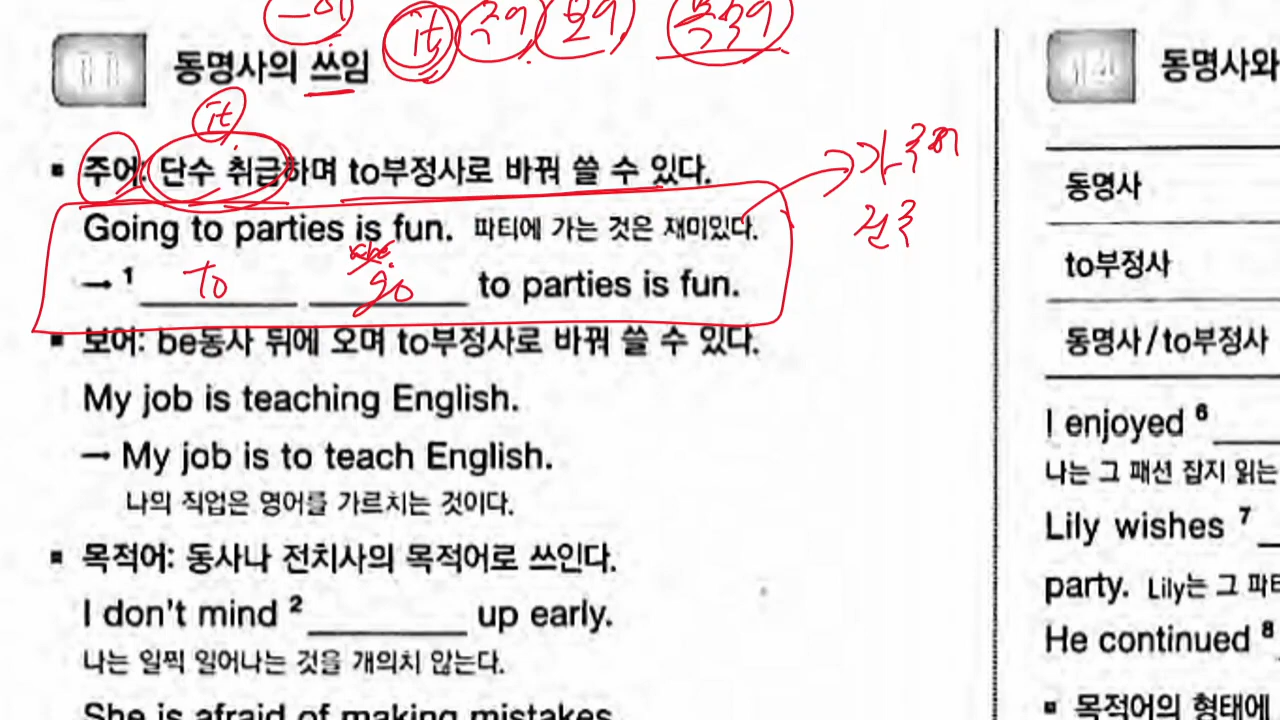 it 주어 보어 목적어
동명사의 쓰임
it
주어: 단수 취급하며 to부정사로 바꿔 쓸 수 있다.
Going to parties is fun. 파티에 가는 것은 재미있다.
→ 1 to go to parties is fun.
보어: be동사 뒤에 오며 to부정사로 바꿔 쓸 수 있다.
My job is teaching English.
→ My job is to teach English.
나의 직업은 영어를 가르치는 것이다.
목적어: 동사나 전치사의 목적어로 쓰인다.
I don't mind 2 ________ up early.
나는 일찍 일어나는 것을 개의치 않는다.
She is afraid of making mistakes.
동명사와
동명사
to부정사
동명사/to부정사
I enjoyed 6
나는 그 패션 잡지 읽는
Lily wishes 7
party. Lily는 그 파티
He continued 8
목적어의 형태에